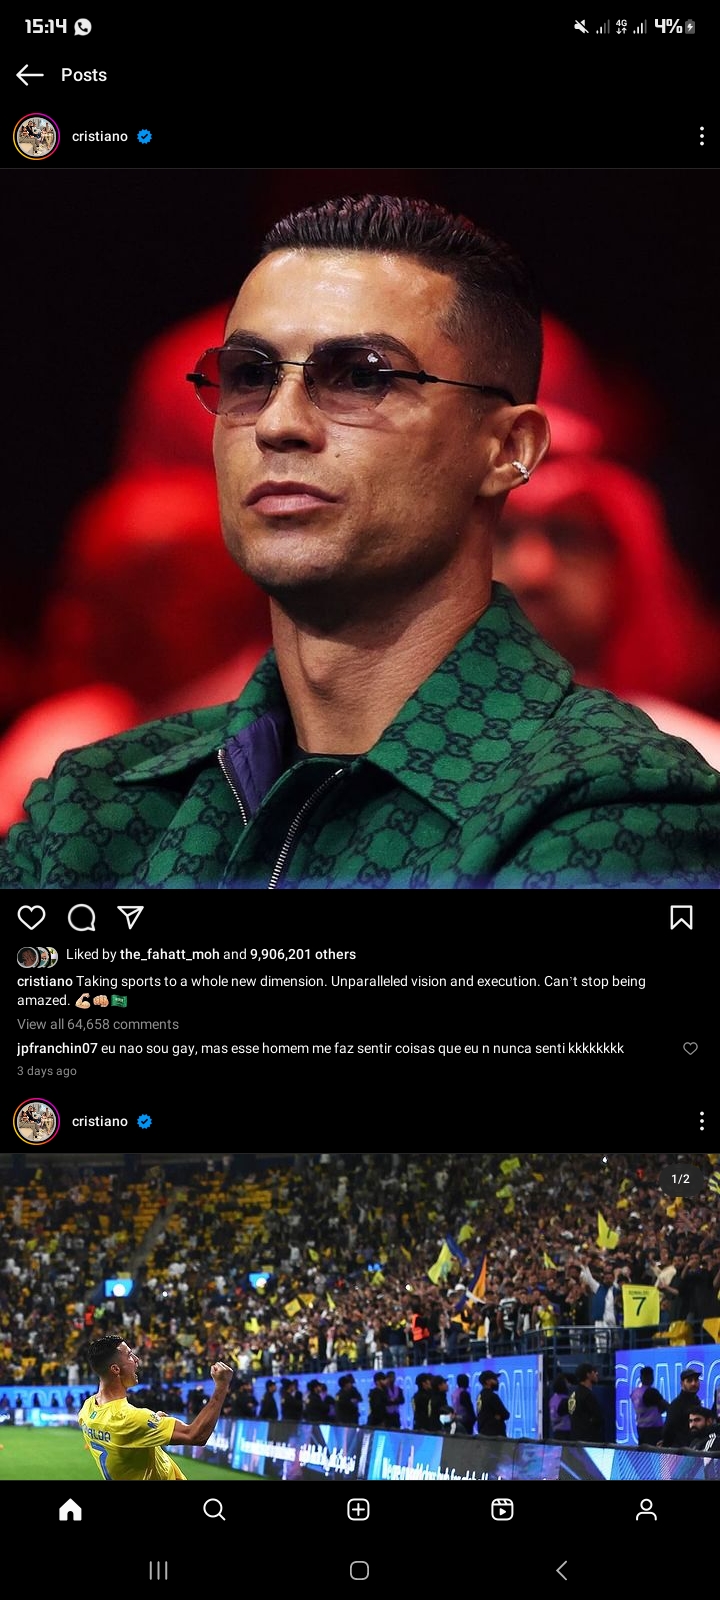 15:14
4G
4%
Posts
cristiano
Liked by the_fahatt_moh and 9,906,201 others
cristiano Taking sports to a whole new dimension. Unparalleled vision and execution. Can`t stop being
amazed. 💪🏼👊🏼🇸🇦
View all 64,658 comments
jpfranchin07 eu nao sou gay, mas esse homem me faz sentir coisas que eu n nunca senti kkkkkkkk
3 days ago
cristiano
1/2
RONALDO
7
7